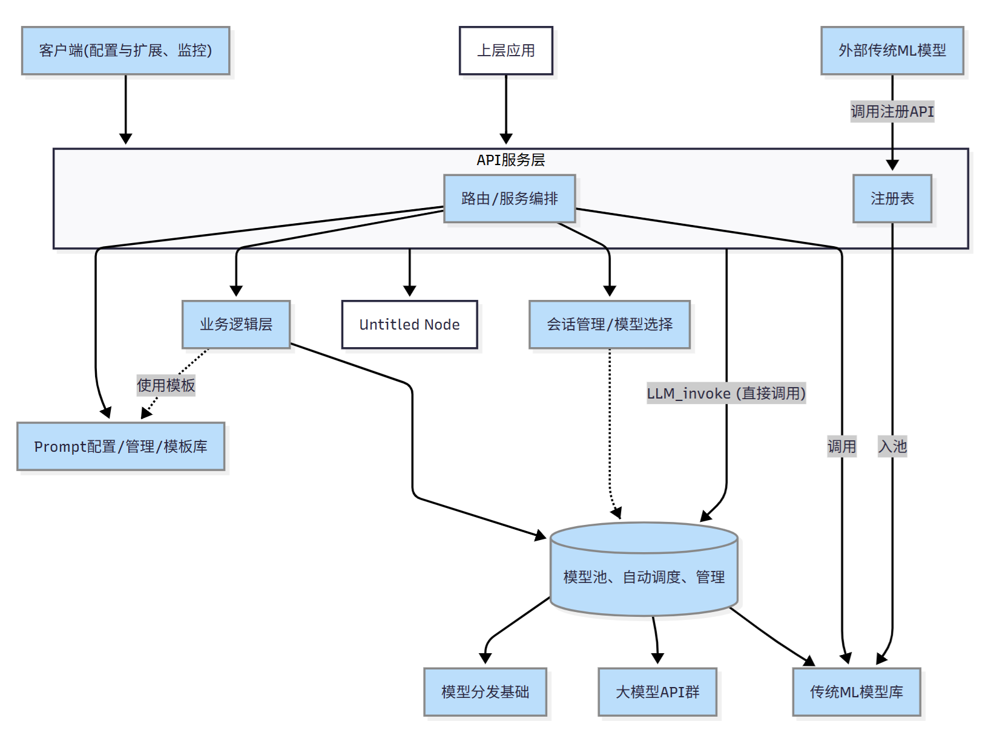 客户端(配置与扩展、监控)
上层应用
外部传统ML模型
调用注册API
API服务层
路由/服务编排
注册表
业务逻辑层
Untitled Node
会话管理/模型选择
使用模板
LLM_invoke (直接调用)
Prompt配置/管理/模板库
调用
入池
模型池、自动调度、管理
模型分发基础
大模型API群
传统ML模型库